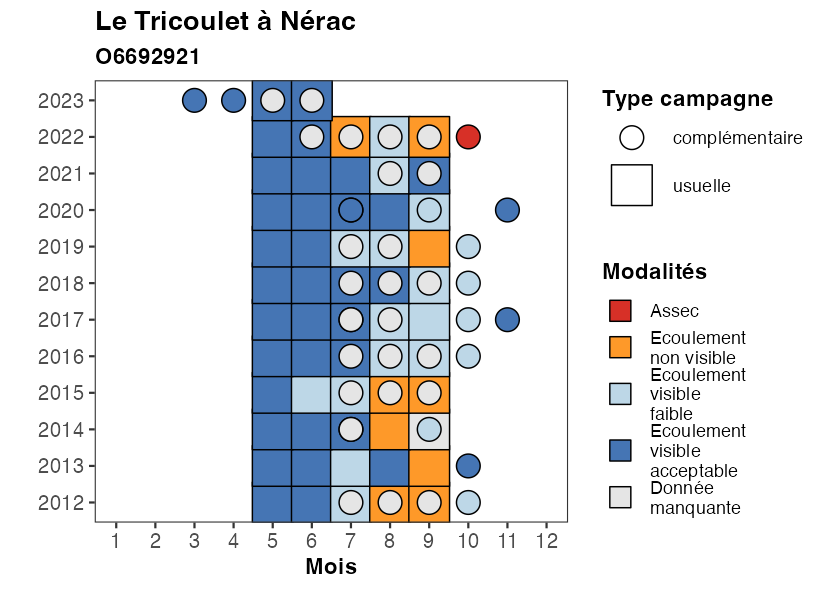 Le Tricoulet à Nérac
O6692921
2023
2022
2021
2020
2019
2018
2017
2016
2015
2014
2013
2012
1 2 3 4 5 6 7 8 9 10 11 12
Mois
Type campagne
complémentaire
usuelle
Modalités
Assec
Ecoulement
non visible
Ecoulement
visible
faible
Ecoulement
visible
acceptable
Donnée
manquante